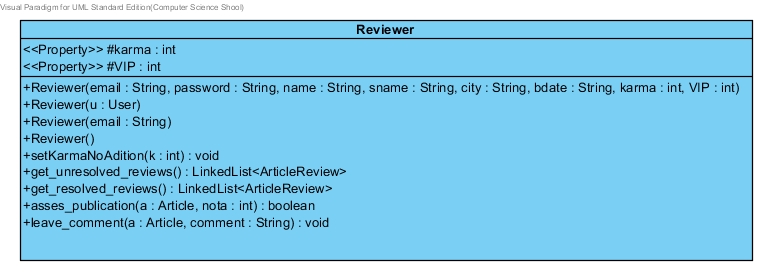 Visual Paradigm for UML Standard Edition(Computer Science Shool)
Reviewer
<<Property>> #karma : int
<<Property>> #VIP : int
+Reviewer(email : String, password : String, name : String, sname : String, city : String, bdate : String, karma : int, VIP : int)
+Reviewer(u : User)
+Reviewer(email : String)
+Reviewer()
+setKarmaNoAdition(k : int) : void
+get_unresolved_reviews() : LinkedList<ArticleReview>
+get_resolved_reviews() : LinkedList<ArticleReview>
+asses_publication(a : Article, nota : int) : boolean
+leave_comment(a : Article, comment : String) : void